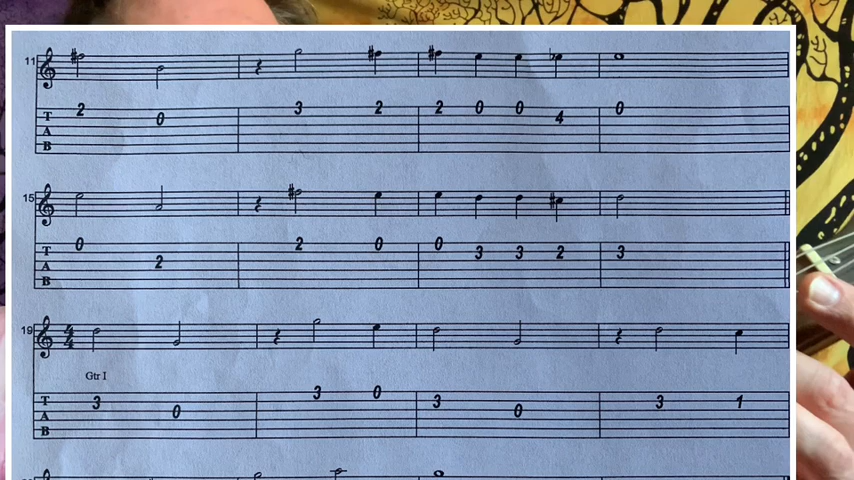 11
T 2 0 3 2 2 0 0 4 0
A
B
15
T 0 2 2 0 0 3 3 2 3
A
B
19 4 4
Gtr I
T 3 0 3 0 3 0 3 1
A
B